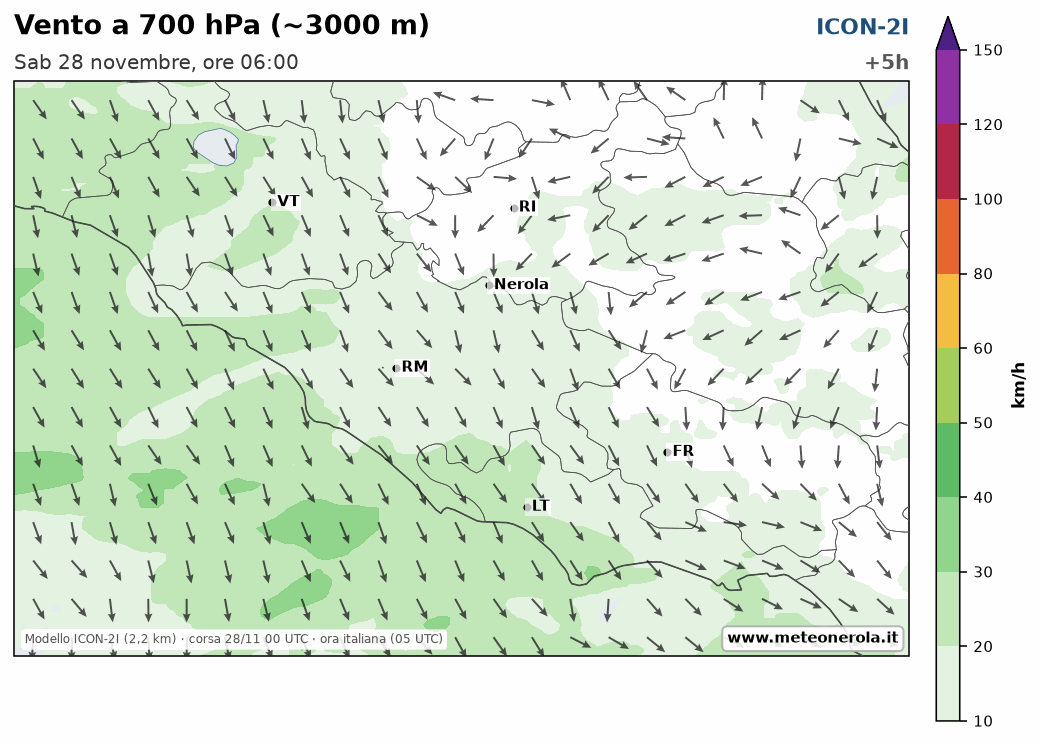 Vento a 700 hPa (~3000 m)
ICON-2I
Sab 28 novembre, ore 06:00
+5h
VT
RI
Nerola
RM
FR
LT
Modello ICON-2I (2,2 km) · corsa 28/11 00 UTC · ora italiana (05 UTC)
www.meteonerola.it
150
120
100
80
60
50
40
30
20
10
km/h